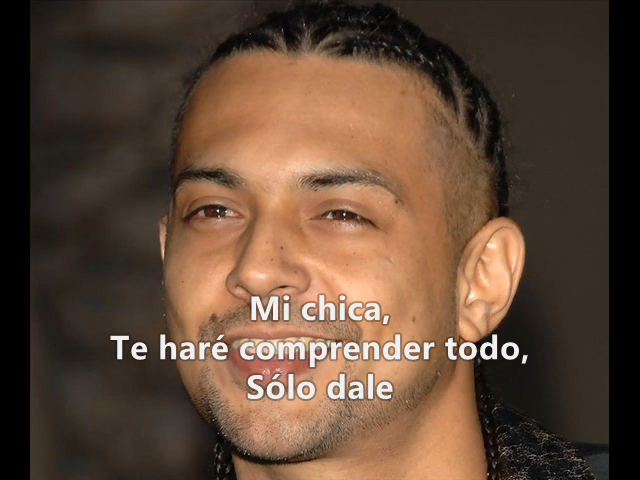 Mi chica,
Te haré comprender todo,
Sólo dale